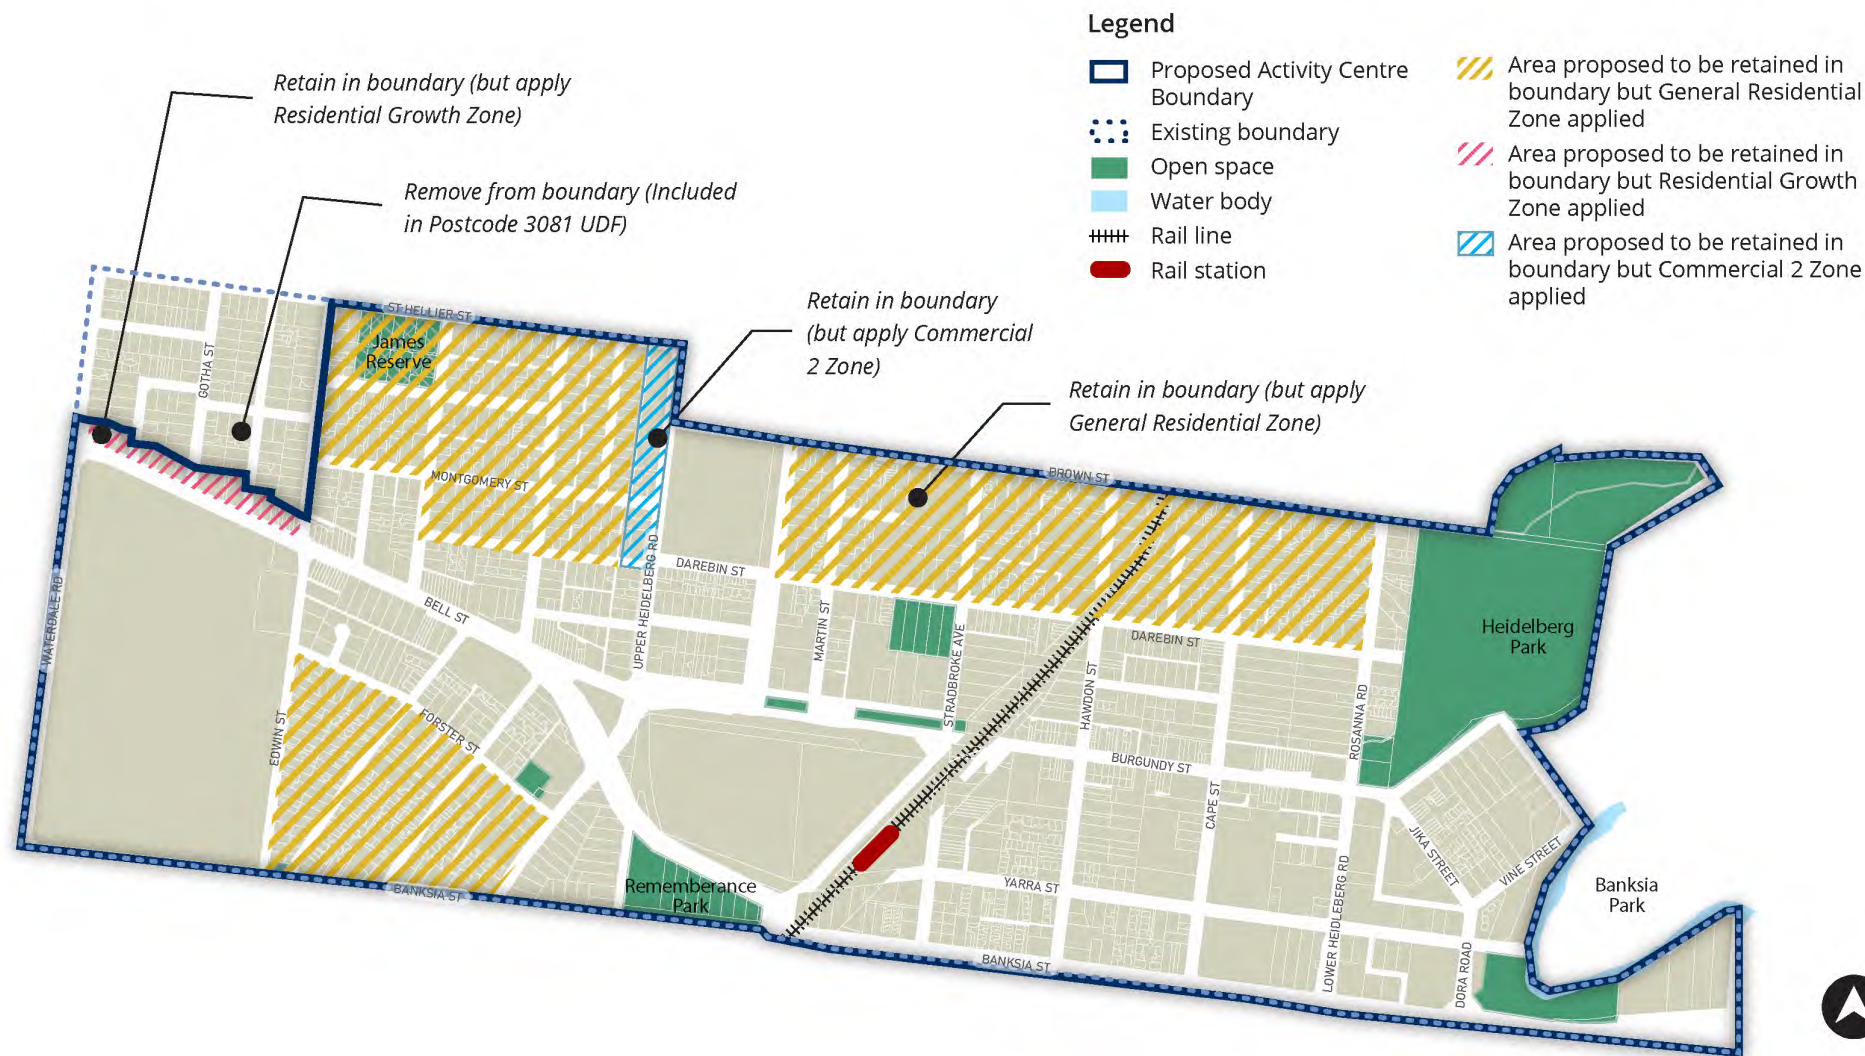 Legend
Proposed Activity Centre
Boundary
Existing boundary
Open space
Water body
Rail line
Rail station
Area proposed to be retained in
boundary but General Residential
Zone applied
Area proposed to be retained in
boundary but Residential Growth
Zone applied
Area proposed to be retained in
boundary but Commercial 2 Zone
applied
Retain in boundary (but apply
Residential Growth Zone)
Remove from boundary (Included
in Postcode 3081 UDF)
Retain in boundary
(but apply Commercial
2 Zone)
Retain in boundary (but apply
General Residential Zone)
ST HELLIER ST
James
Reserve
GOTHA ST
MONTGOMERY ST
BROWN ST
WATERDALE RD
BELL ST
UPPER HEIDELBERG RD
DAREBIN ST
MARTIN ST
STRADBROKE AVE
DAREBIN ST
HAWDON ST
Heidelberg
Park
ROSANNA RD
EDWIN ST
FORSTER ST
BURGUNDY ST
CAPE ST
JIKA STREET
VINE STREET
LOWER HEIDLEBERG RD
Rememberance
Park
YARRA ST
Banksia
Park
BANKSIA ST
BANKSIA ST
DORA ROAD